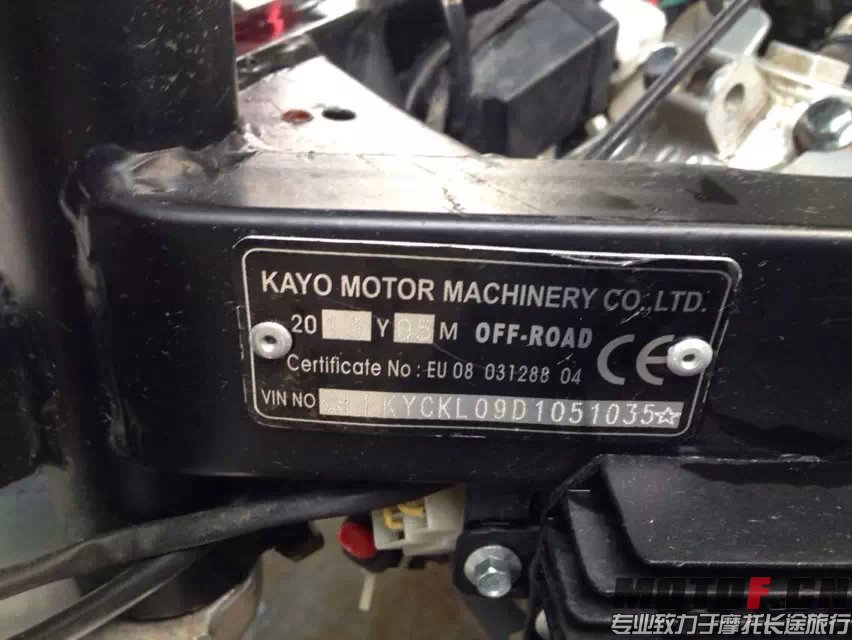 KAYO MOTOR MACHINERY CO.,LTD.
2013 Y 05 M OFF-ROAD
Certificate No : EU 08 031288 04 CE
VIN NO KYCKL09D1051035☆
MOTOF.CN
专业致力于摩托长途旅行